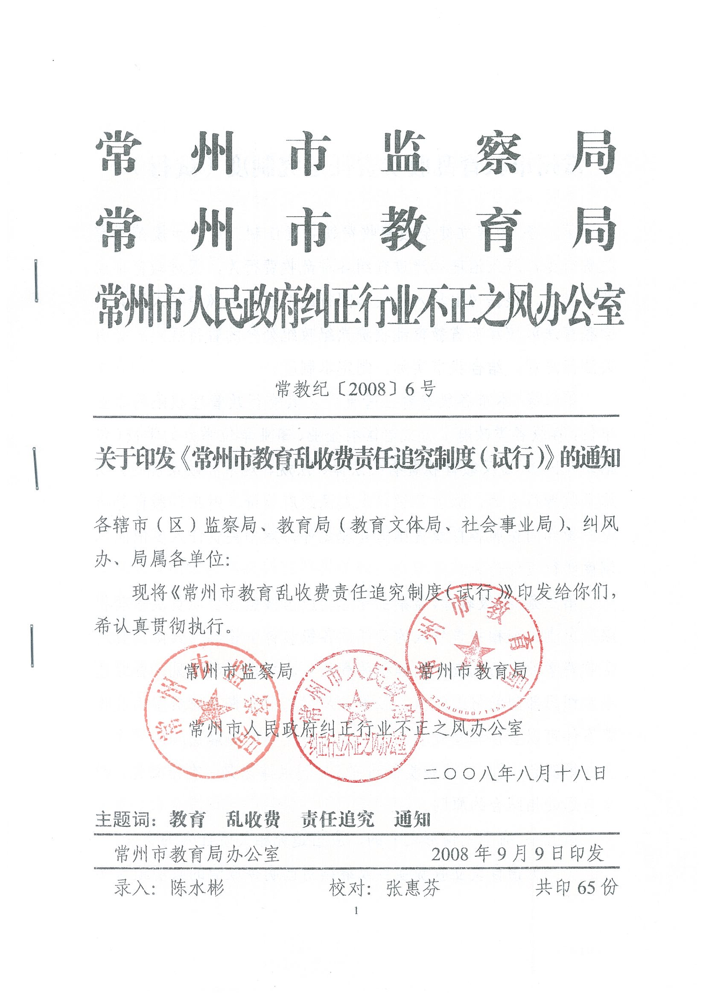 常州市监察局
常州市教育局
常州市人民政府纠正行业不正之风办公室
常教纪〔2008〕6号
关于印发《常州市教育乱收费责任追究制度（试行）》的通知
各辖市（区）监察局、教育局（教育文体局、社会事业局）、纠风
办、局属各单位:
现将《常州市教育乱收费责任追究制度（试行）》印发给你们，
希认真贯彻执行。
常州市监察局 常州市教育局
常州市人民政府纠正行业不正之风办公室
二〇〇八年八月十八日
常州市监察局
常州市人民政府
纠正行业不正之风办公室
常州市教育局
主题词：教育 乱收费 责任追究 通知
常州市教育局办公室 2008年9月9日印发
录入：陈水彬 校对：张惠芬 共印65份
1